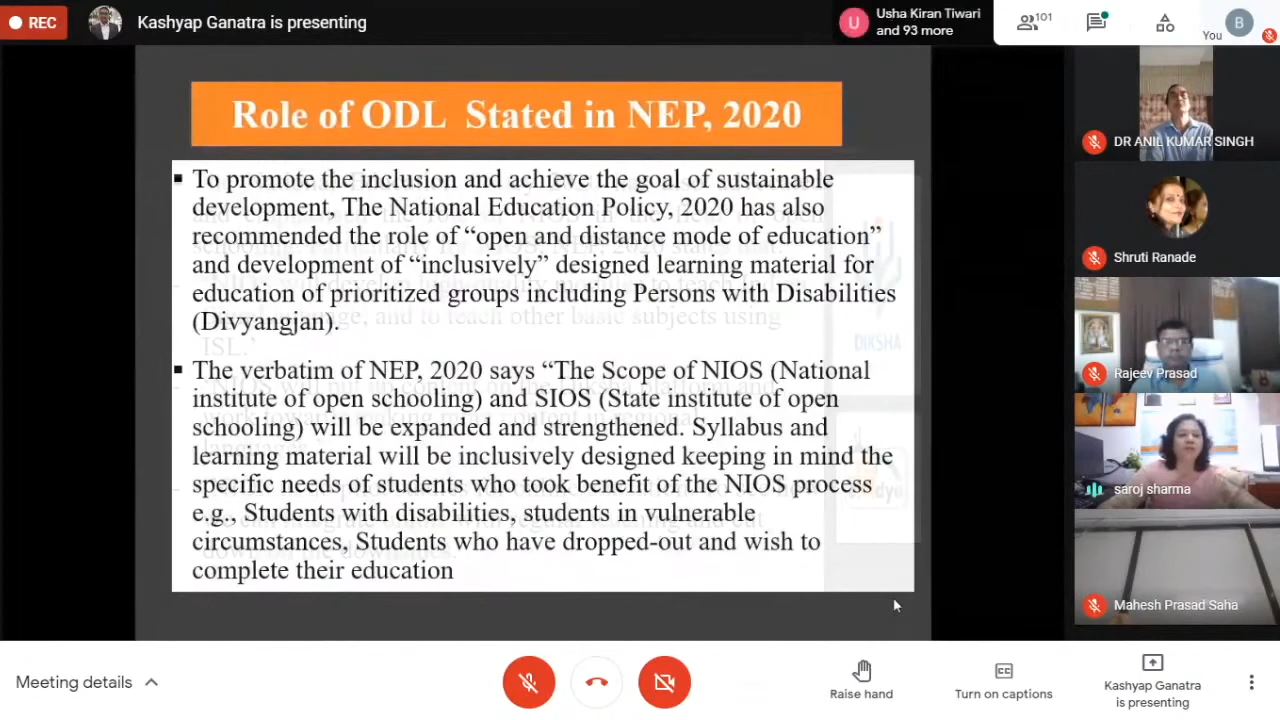 REC
Kashyap Ganatra is presenting
U
Usha Kiran Tiwari
and 93 more
101
You
B
Role of ODL Stated in NEP, 2020
▪ To promote the inclusion and achieve the goal of sustainable
development, The National Education Policy, 2020 has also
recommended the role of “open and distance mode of education”
and development of “inclusively” designed learning material for
education of prioritized groups including Persons with Disabilities
(Divyangjan).
ISL.’
DIKSHA
▪ The verbatim of NEP, 2020 says “The Scope of NIOS (National
institute of open schooling) and SIOS (State institute of open
schooling) will be expanded and strengthened. Syllabus and
learning material will be inclusively designed keeping in mind the
specific needs of students who took benefit of the NIOS process
e.g., Students with disabilities, students in vulnerable
circumstances, Students who have dropped-out and wish to
complete their education
DR ANIL KUMAR SINGH
Shruti Ranade
Rajeev Prasad
saroj sharma
Mahesh Prasad Saha
Meeting details
Raise hand
CC
Turn on captions
Kashyap Ganatra
is presenting